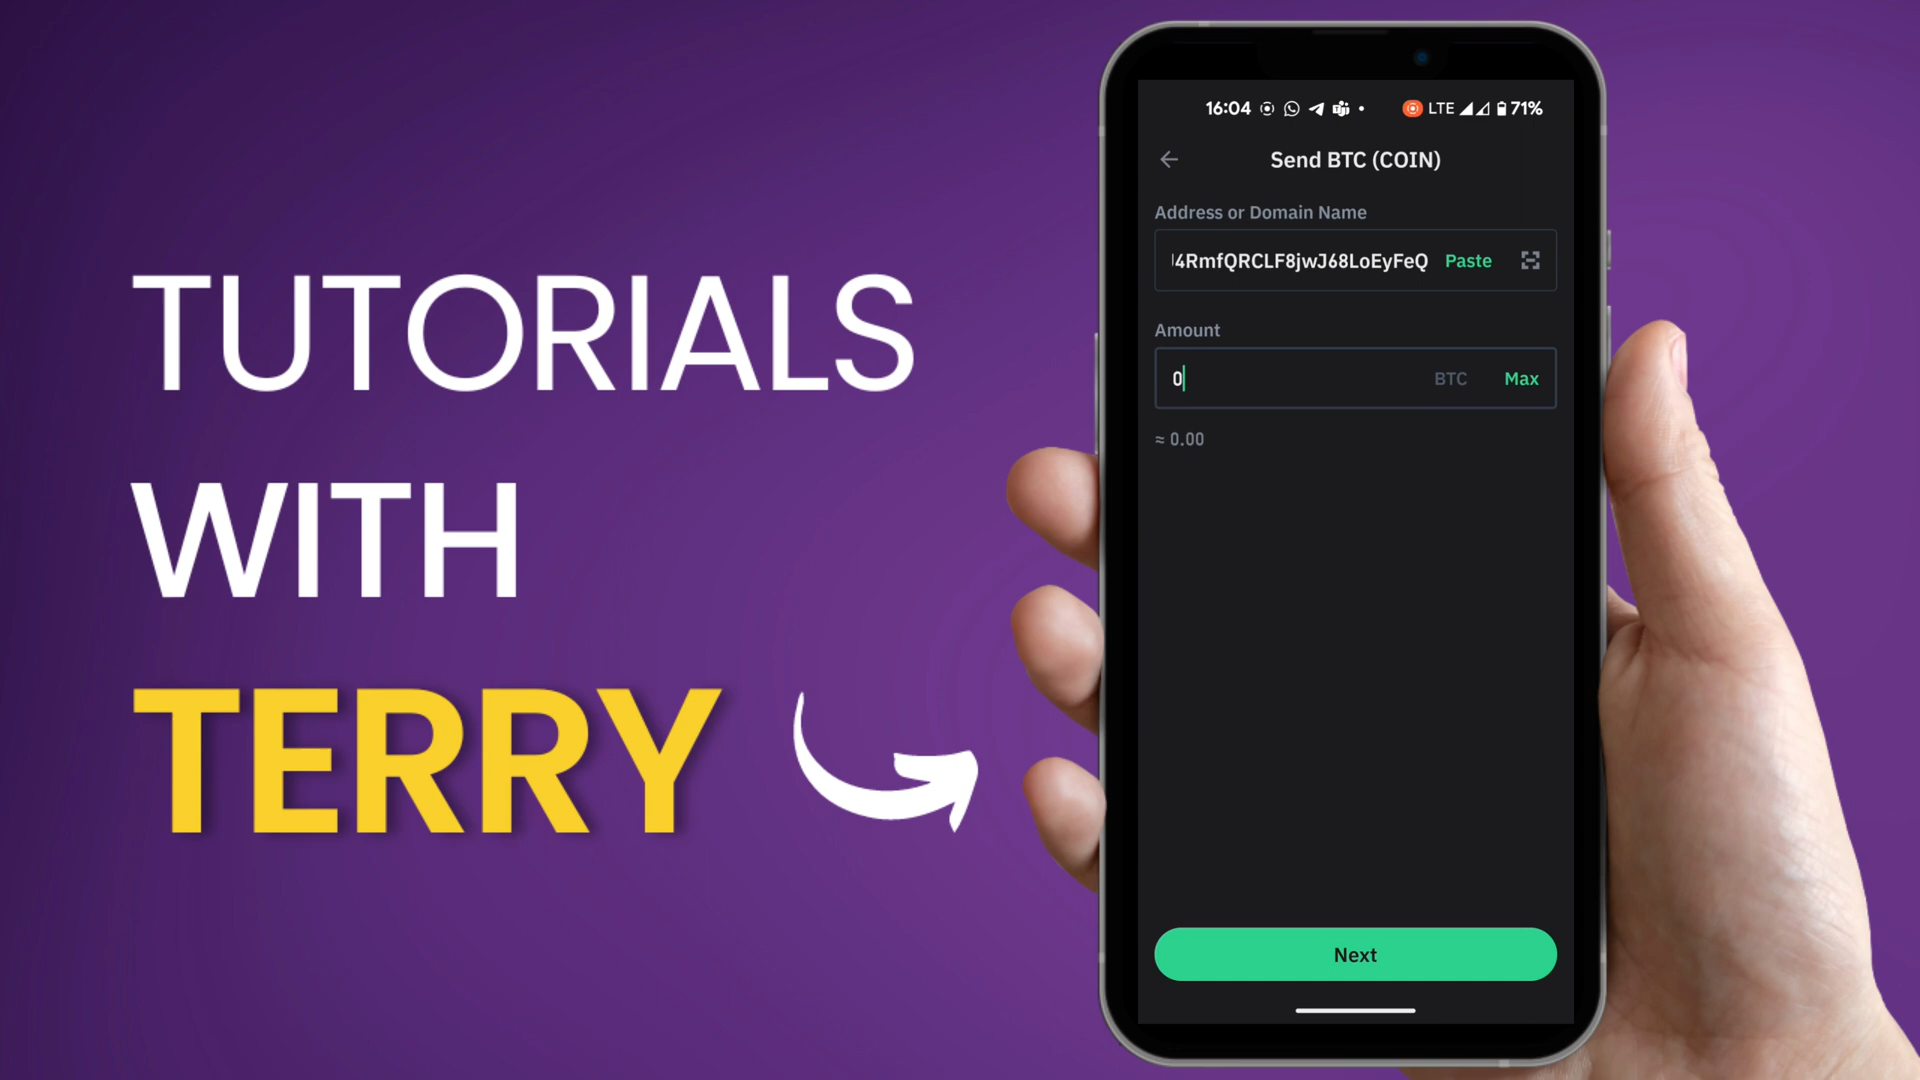 TUTORIALS
WITH
TERRY
16:04 LTE 71%
Send BTC (COIN)
Address or Domain Name
4RmfQRCLF8jwJ68LoEyFeQ Paste
Amount
0 BTC Max
≈ 0.00
Next